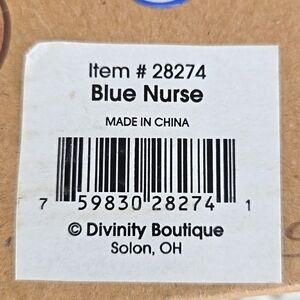 Item # 28274
Blue Nurse
MADE IN CHINA
7 59830 28274 1
© Divinity Boutique
Solon, OH